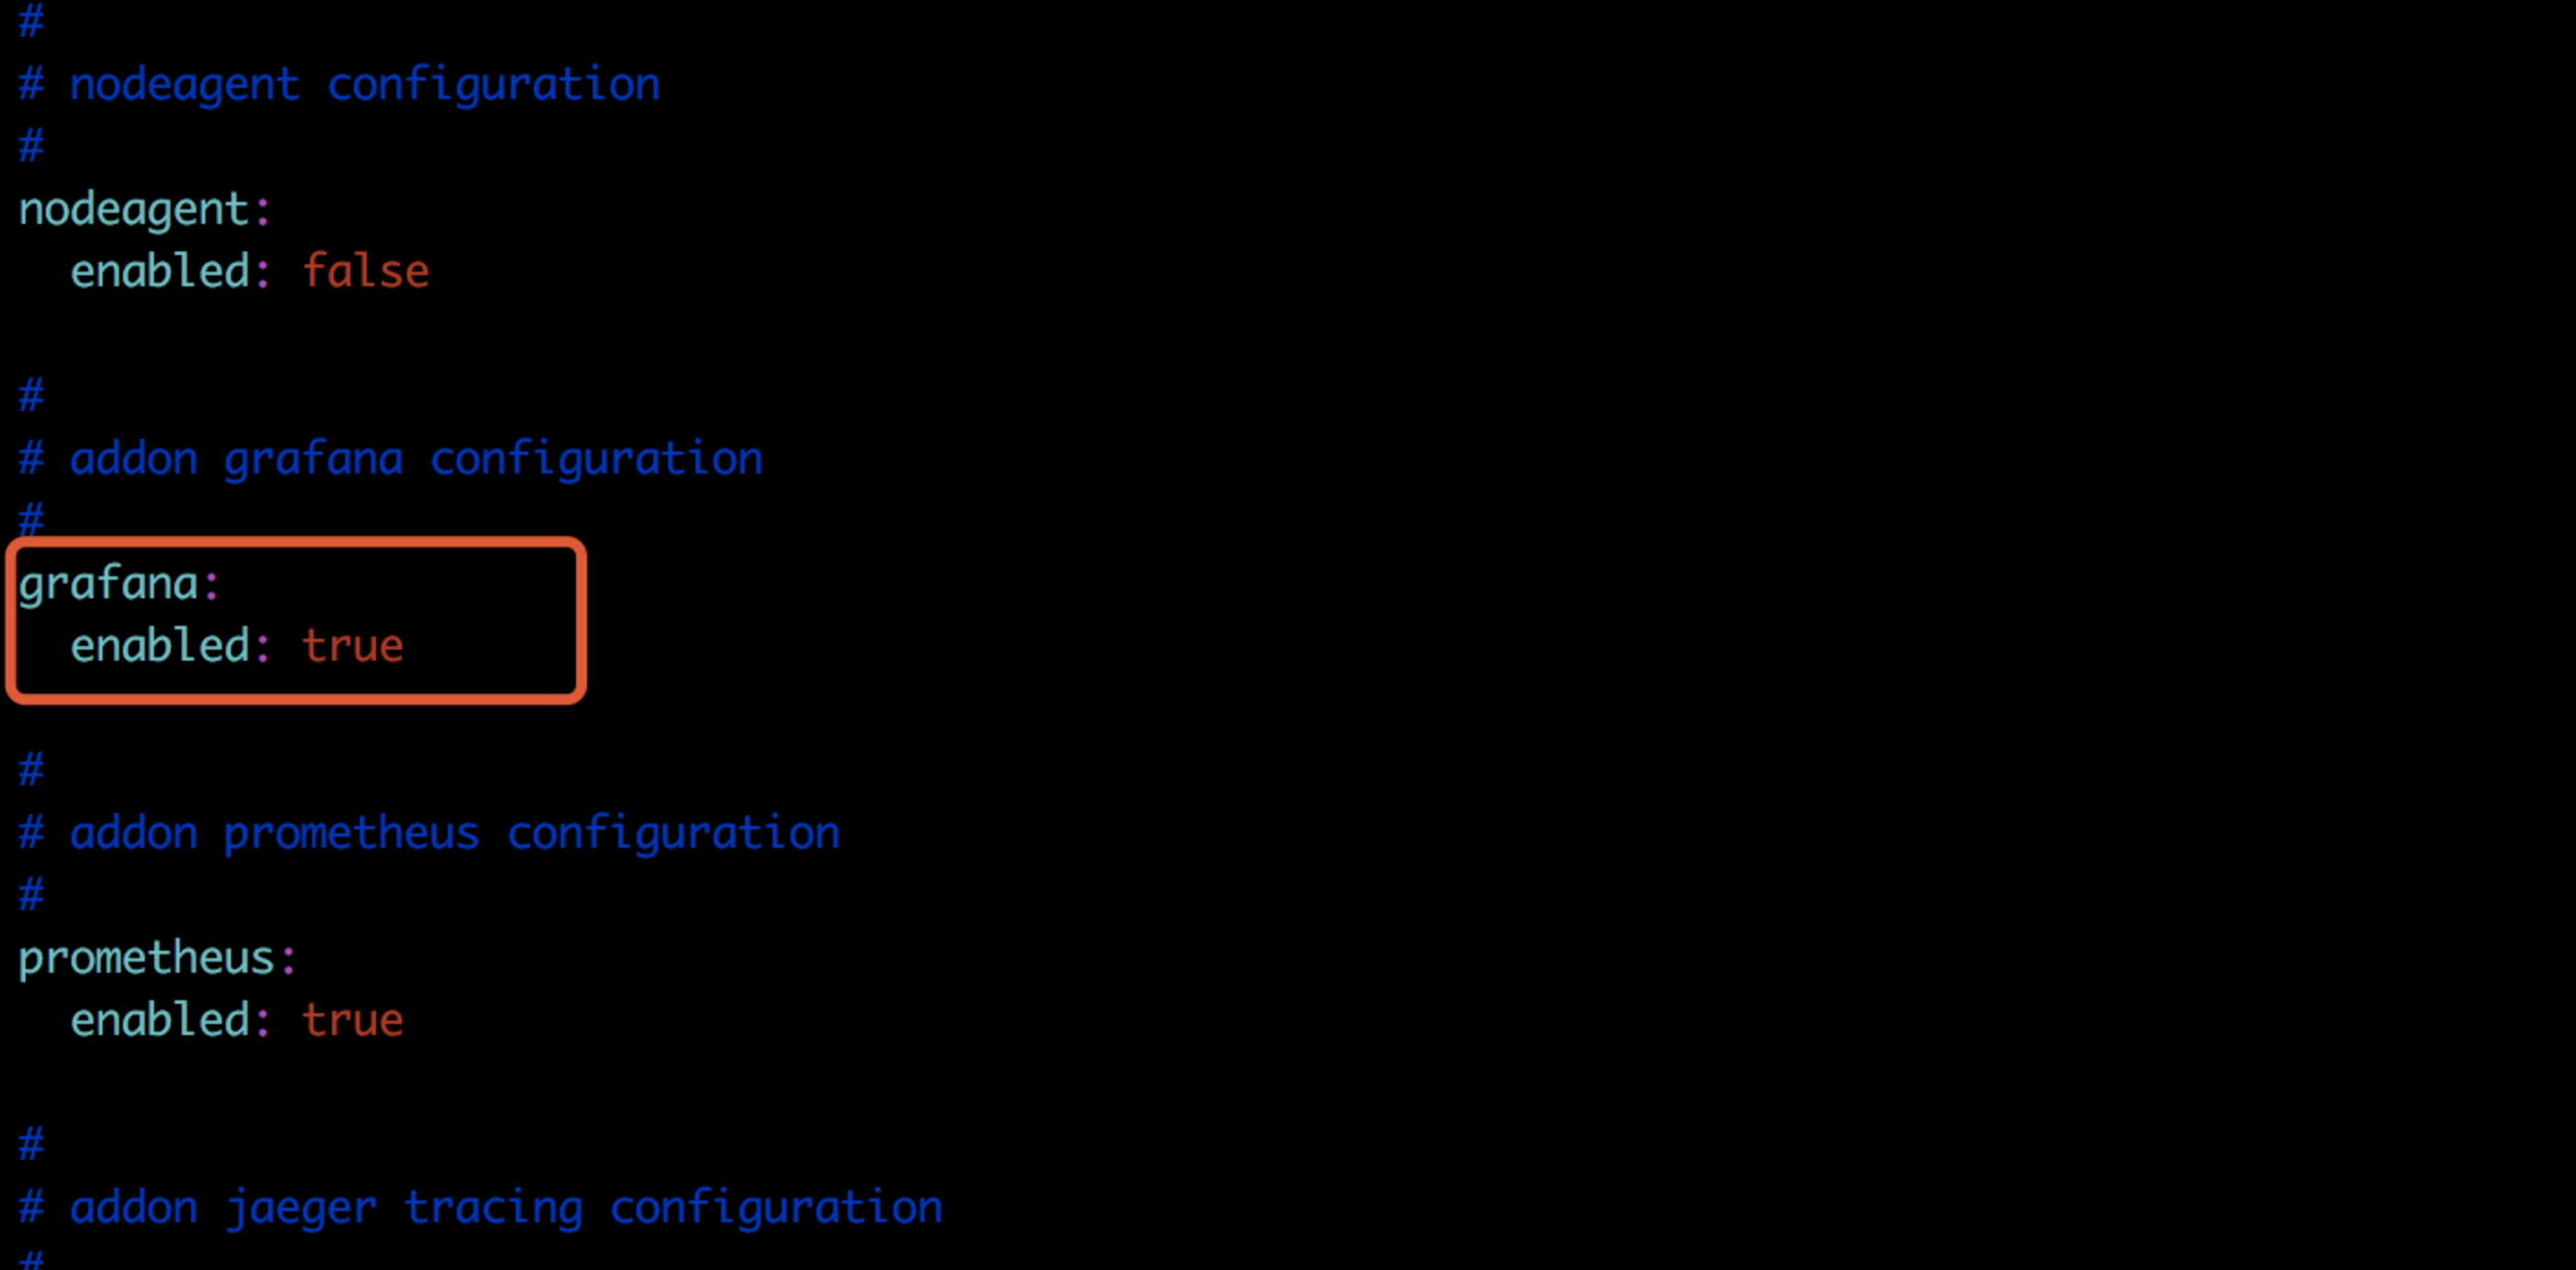 #
# nodeagent configuration
#
nodeagent:
  enabled: false

#
# addon grafana configuration
#
grafana:
  enabled: true

#
# addon prometheus configuration
#
prometheus:
  enabled: true

#
# addon jaeger tracing configuration
#